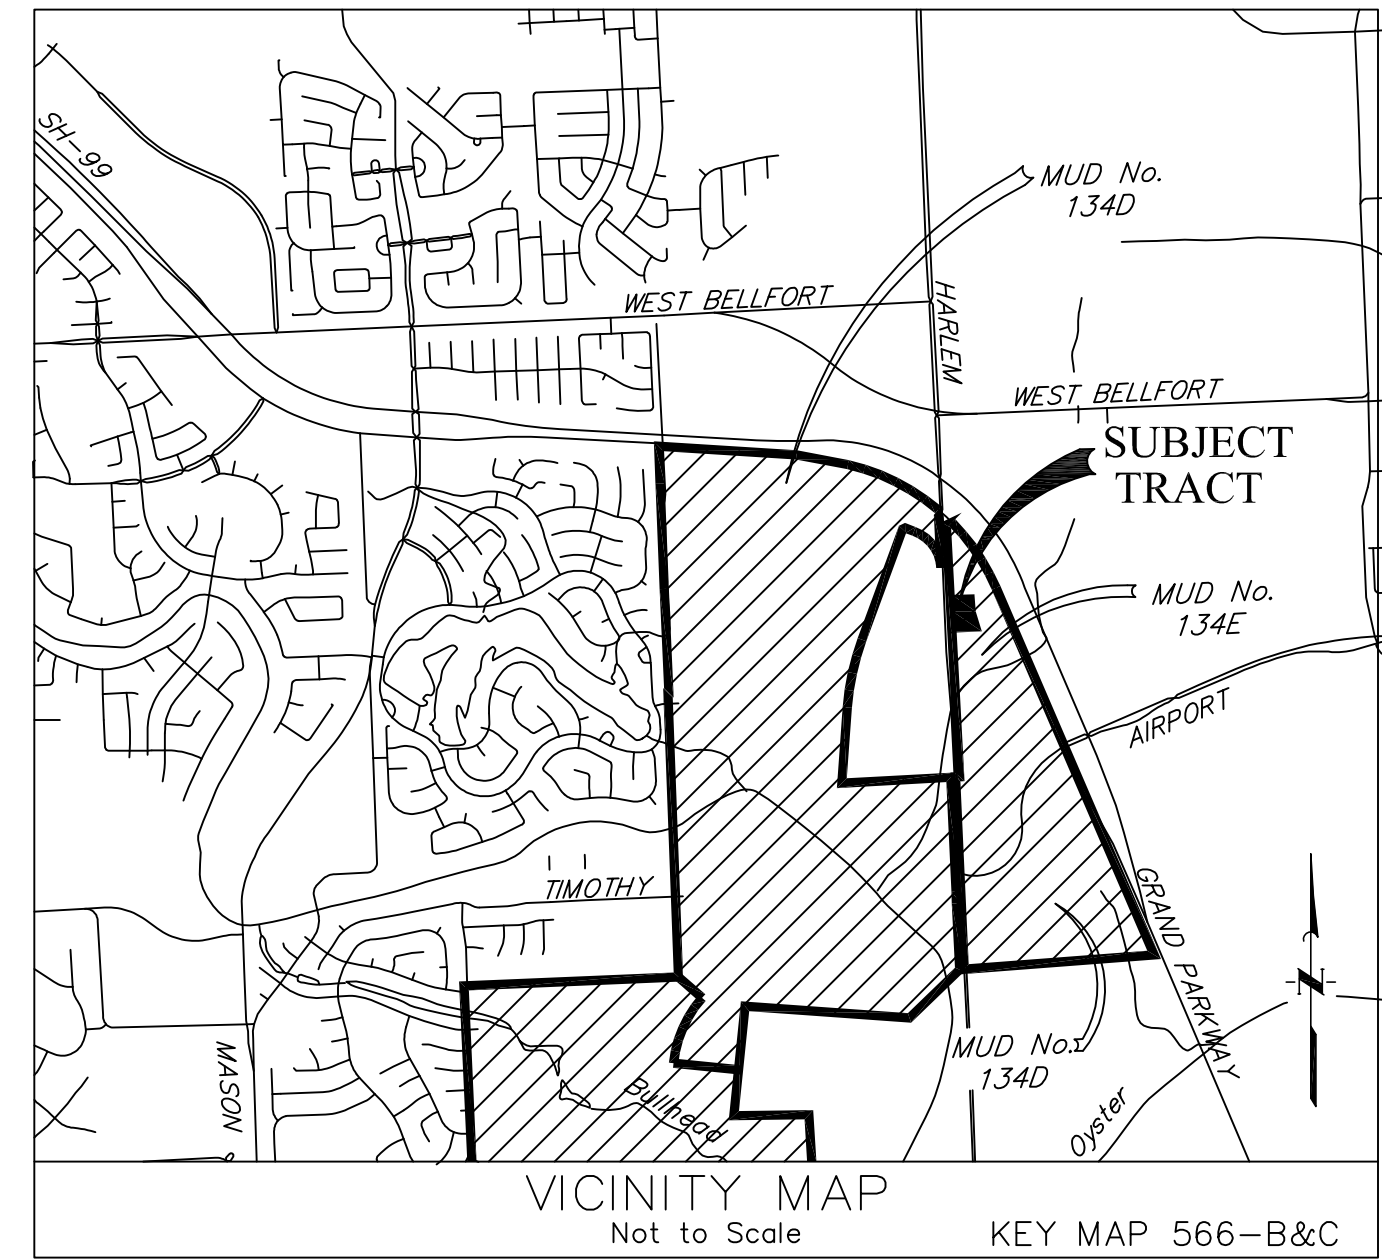 SH-99
MUD No.
134D
WEST BELLFORT
HARLEM
WEST BELLFORT
SUBJECT
TRACT
MUD No.
134E
AIRPORT
TIMOTHY
GRAND PARKWAY
N
MASON
MUD No.
134D
Bullhead
Oyster
VICINITY MAP
Not to Scale
KEY MAP 566-B&C